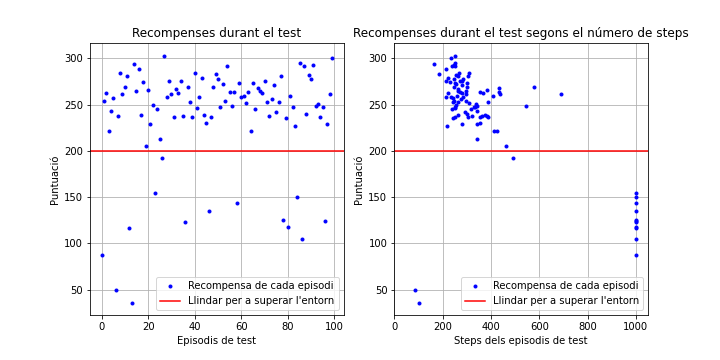 Recompenses durant el test
Puntuació
300
250
200
150
100
50
0
20
40
60
80
100
Episodis de test
Recompensa de cada episodi
Llindar per a superar l'entorn
Recompenses durant el test segons el número de steps
Puntuació
300
250
200
150
100
50
0
200
400
600
800
1000
Steps dels episodis de test
Recompensa de cada episodi
Llindar per a superar l'entorn